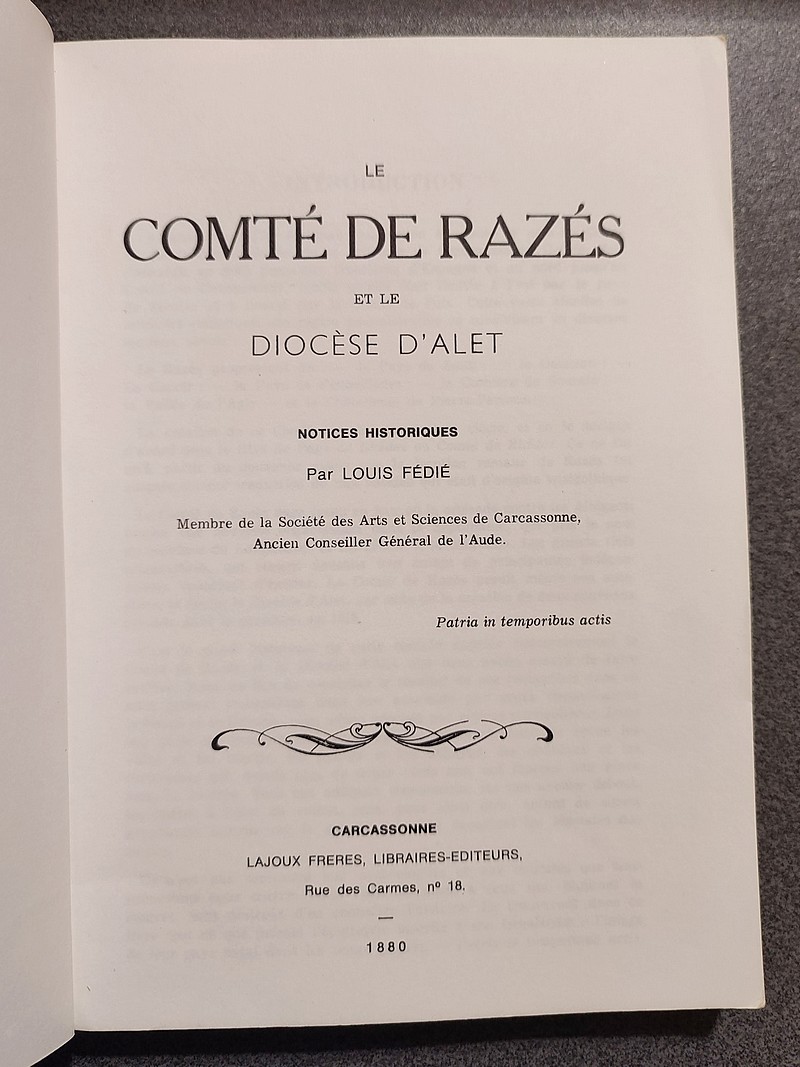 LE
COMTÉ DE RAZÉS
ET LE
DIOCÈSE D'ALET
NOTICES HISTORIQUES
Par LOUIS FÉDIÉ
Membre de la Société des Arts et Sciences de Carcassonne,
Ancien Conseiller Général de l'Aude.
Patria in temporibus actis
CARCASSONNE
LAJOUX FRERES, LIBRAIRES-EDITEURS,
Rue des Carmes, nº 18.
—
1880